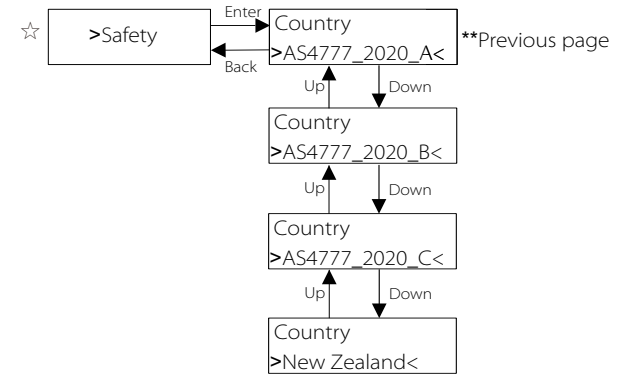 ☆
>Safety
Enter
Back
Country
>AS4777_2020_A<
**Previous page
Up
Down
Country
>AS4777_2020_B<
Up
Down
Country
>AS4777_2020_C<
Up
Down
Country
>New Zealand<